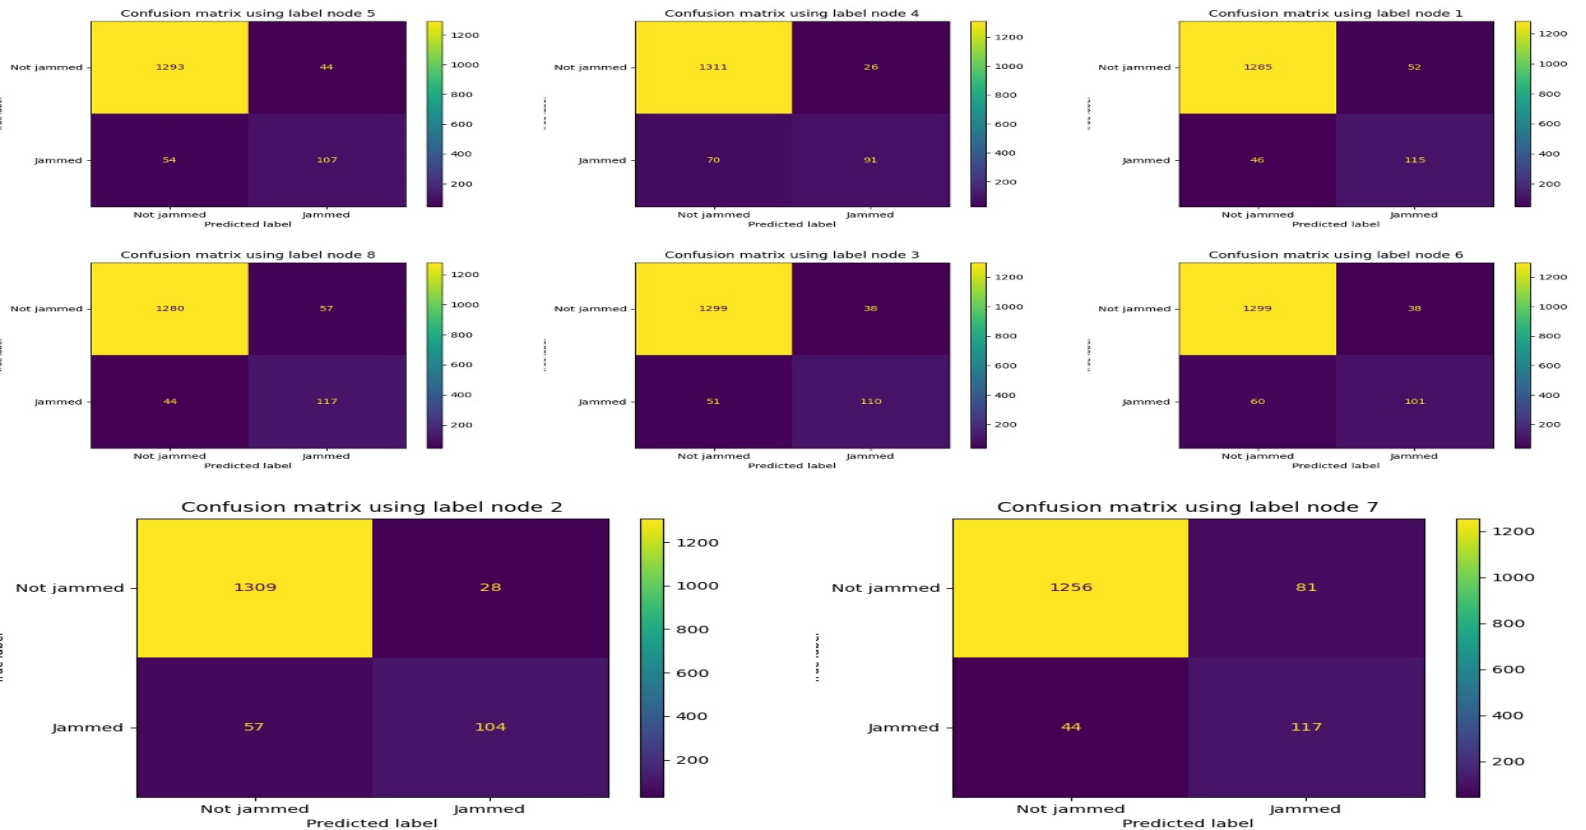 Confusion matrix using label node 5
Not jammed
1293
44
Jammed
54
107
Not jammed
Jammed
Predicted label
1200
1000
800
600
400
200
Confusion matrix using label node 4
Not jammed
1311
26
Jammed
70
91
Not jammed
Jammed
Predicted label
1200
1000
800
600
400
200
Confusion matrix using label node 1
Not jammed
1285
52
Jammed
46
115
Not jammed
Jammed
Predicted label
1200
1000
800
600
400
200
Confusion matrix using label node 8
Not jammed
1280
57
Jammed
44
117
Not jammed
Jammed
Predicted label
1200
1000
800
600
400
200
Confusion matrix using label node 3
Not jammed
1299
38
Jammed
51
110
Not jammed
Jammed
Predicted label
1200
1000
800
600
400
200
Confusion matrix using label node 6
Not jammed
1299
38
Jammed
60
101
Not jammed
Jammed
Predicted label
1200
1000
800
600
400
200
Confusion matrix using label node 2
Not jammed
1309
28
Jammed
57
104
Not jammed
Jammed
Predicted label
1200
1000
800
600
400
200
Confusion matrix using label node 7
Not jammed
1256
81
Jammed
44
117
Not jammed
Jammed
Predicted label
1200
1000
800
600
400
200